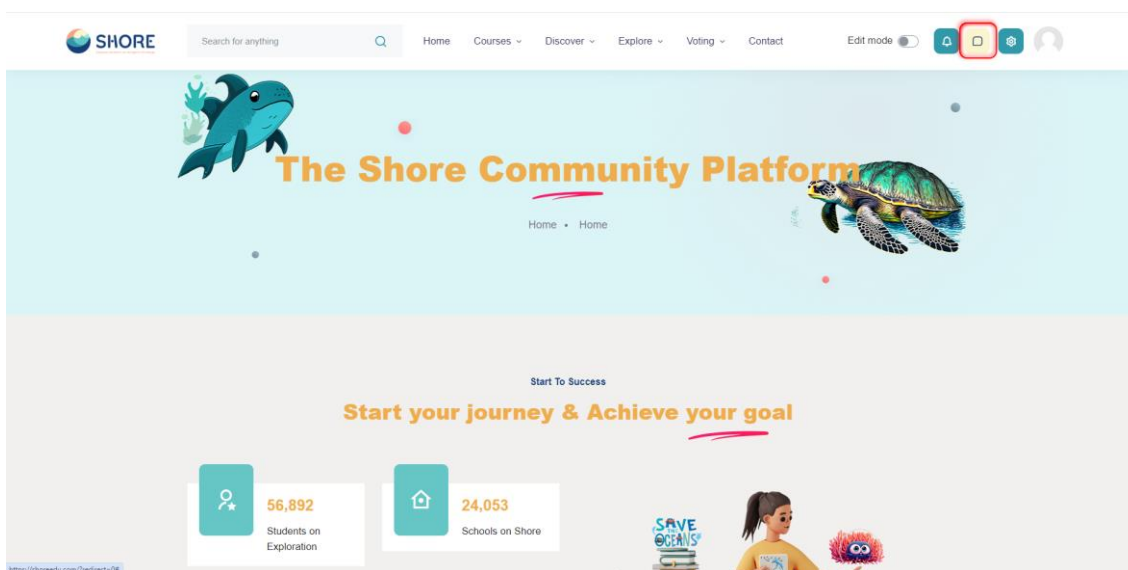 SHORE
Search for anything
Home
Courses
Discover
Explore
Voting
Contact
Edit mode
The Shore Community Platform
Home • Home
Start To Success
Start your journey & Achieve your goal
56,892
Students on
Exploration
24,053
Schools on Shore
SAVE
THE
OCEANS